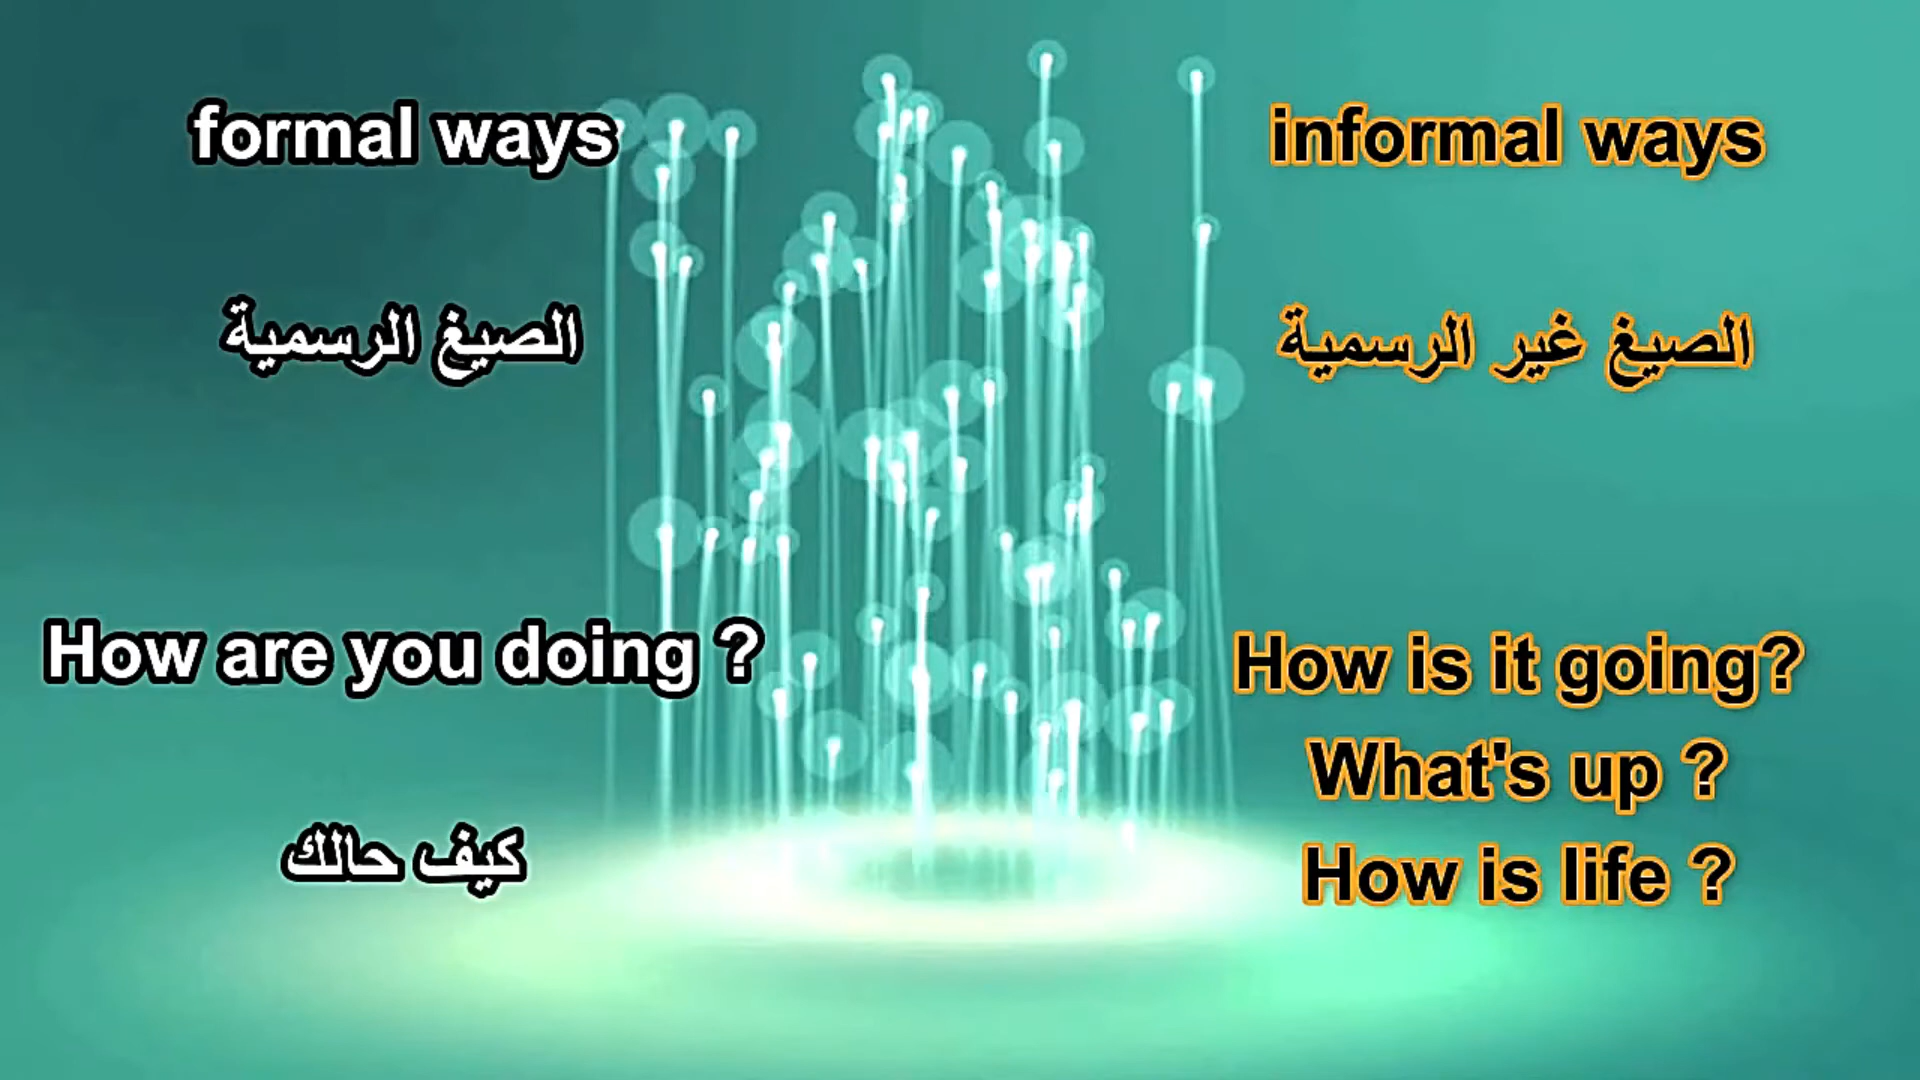 formal ways
الصيغ الرسمية
How are you doing ?
كيف حالك
informal ways
الصيغ غير الرسمية
How is it going?
What's up ?
How is life ?